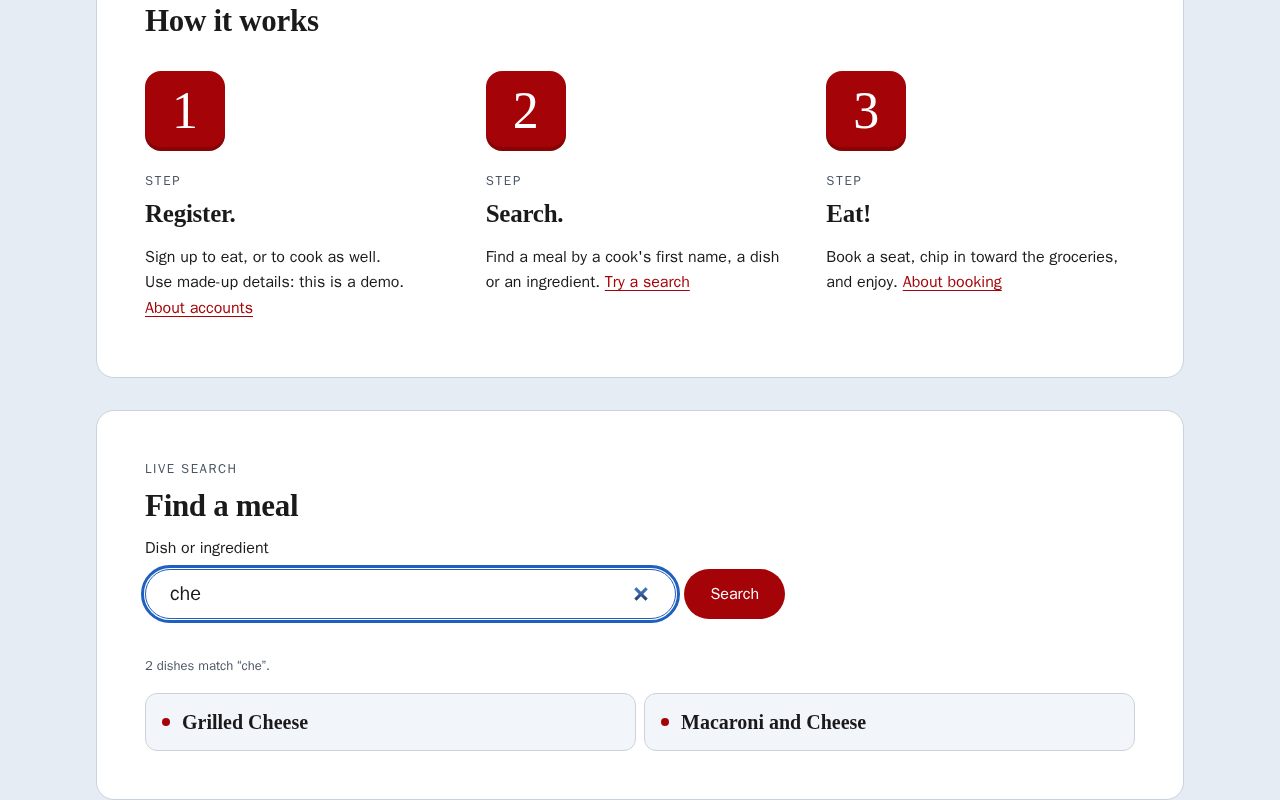 How it works
1
STEP
Register.
Sign up to eat, or to cook as well.
Use made-up details: this is a demo.
About accounts
2
STEP
Search.
Find a meal by a cook's first name, a dish
or an ingredient. Try a search
3
STEP
Eat!
Book a seat, chip in toward the groceries,
and enjoy. About booking
LIVE SEARCH
Find a meal
Dish or ingredient
che
Search
2 dishes match “che”.
Grilled Cheese
Macaroni and Cheese